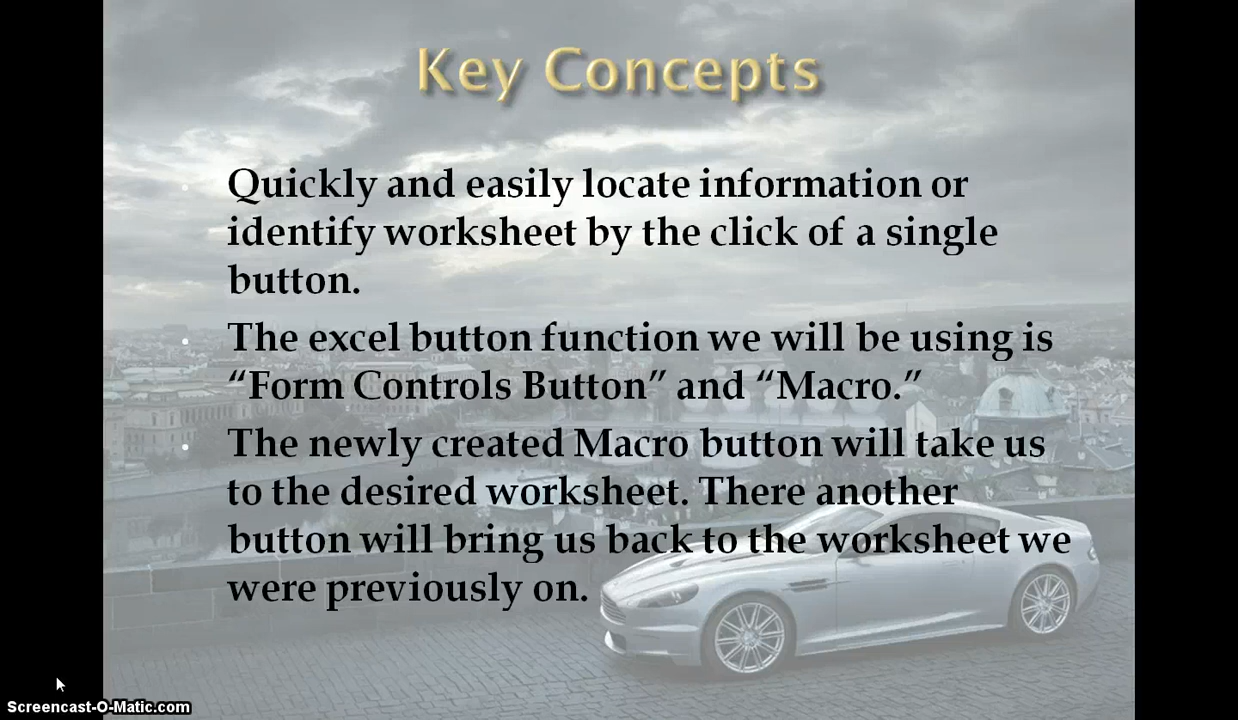 Key Concepts
Quickly and easily locate information or
identify worksheet by the click of a single
button.
The excel button function we will be using is
“Form Controls Button” and “Macro.”
The newly created Macro button will take us
to the desired worksheet. There another
button will bring us back to the worksheet we
were previously on.
Screencast-O-Matic.com